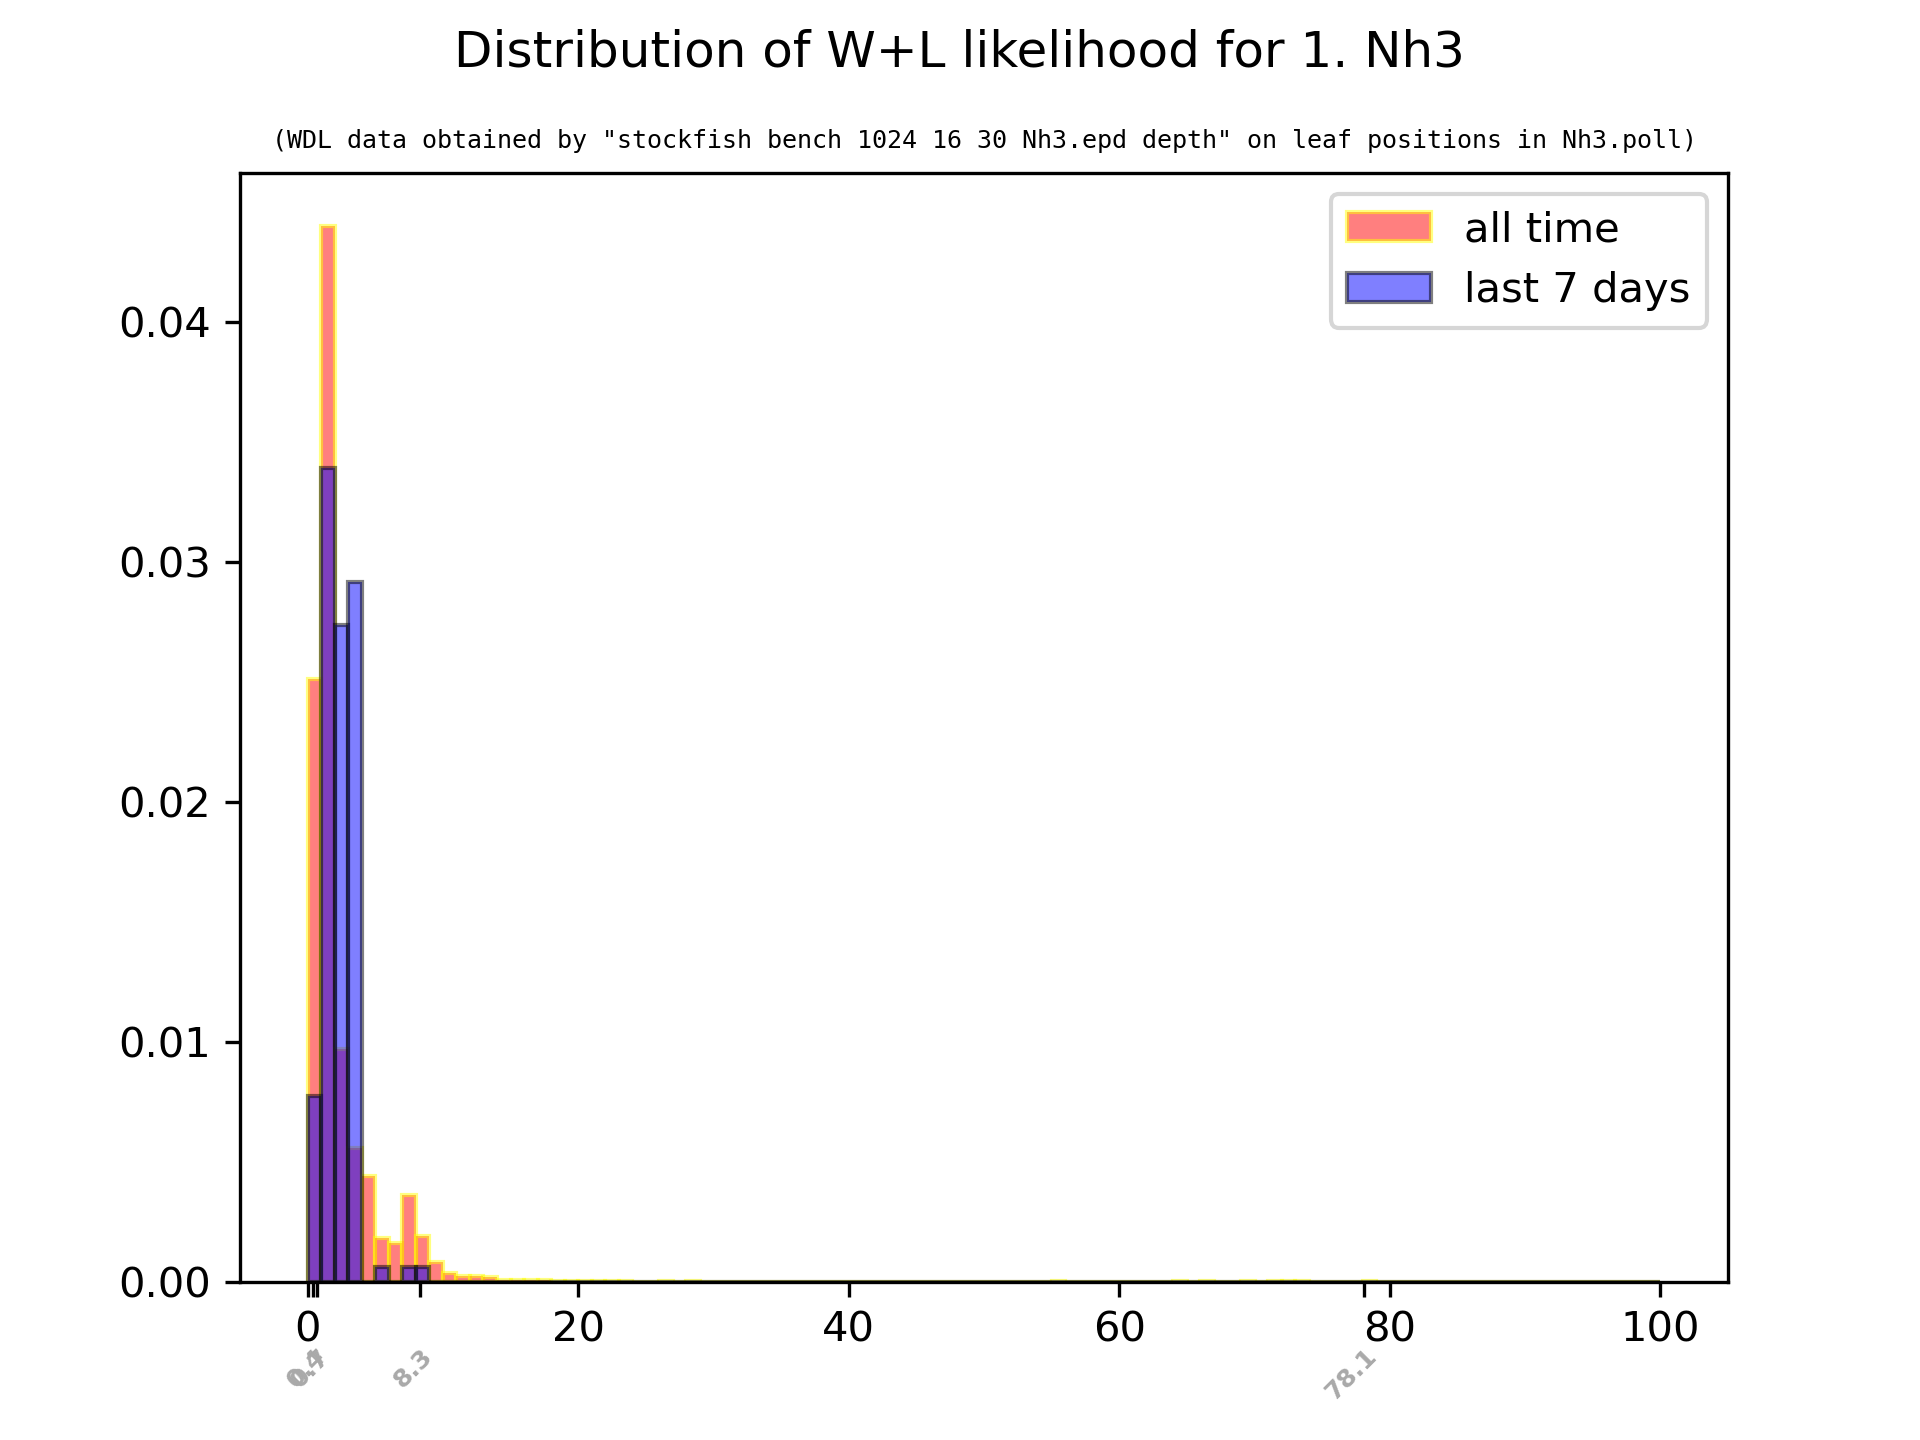 Distribution of W+L likelihood for 1. Nh3
(WDL data obtained by "stockfish bench 1024 16 30 Nh3.epd depth" on leaf positions in Nh3.poll)
all time
last 7 days
0.04
0.03
0.02
0.01
0.00
0 20 40 60 80 100
8.3 78.1